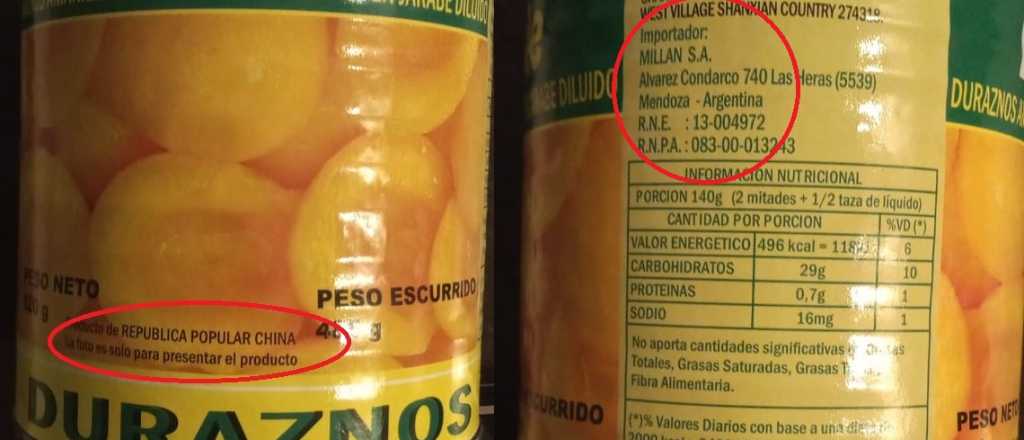 JARABE DILUIDO
PESO NETO
PESO ESCURRIDO
de REPUBLICA POPULAR CHINA
La foto es solo para presentar el producto
DURAZNOS
WEST VILLAGE SHANXIAN COUNTRY 274318.
Importador:
MILLAN S.A.
Alvarez Condarco 740 Las Heras (5539)
Mendoza - Argentina
R.N.E. : 13-004972
R.N.P.A. : 083-00-013243
DILUIDO
DURAZNOS
INFORMACION NUTRICIONAL
PORCION 140g (2 mitades + 1/2 taza de líquido)
CANTIDAD POR PORCION %VD (*)
VALOR ENERGETICO 496 kcal = 6
CARBOHIDRATOS 29g 10
PROTEINAS 0,7g 1
SODIO 16mg 1
No aporta cantidades significativas
Totales, Grasas Saturadas, Grasas
Fibra Alimentaria.
(*)% Valores Diarios con base a una
ESCURRIDO
PESO